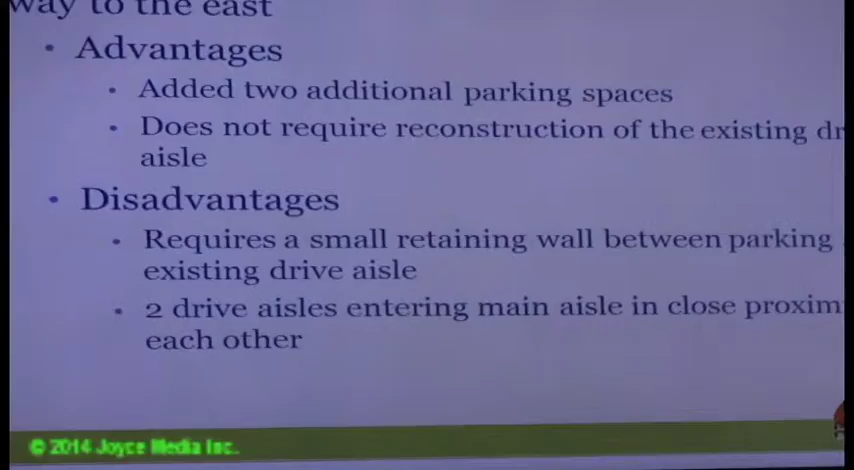 way to the east
• Advantages
• Added two additional parking spaces
• Does not require reconstruction of the existing dr
aisle
• Disadvantages
• Requires a small retaining wall between parking
existing drive aisle
• 2 drive aisles entering main aisle in close proxim
each other
© 2014 Joyce Media Inc.